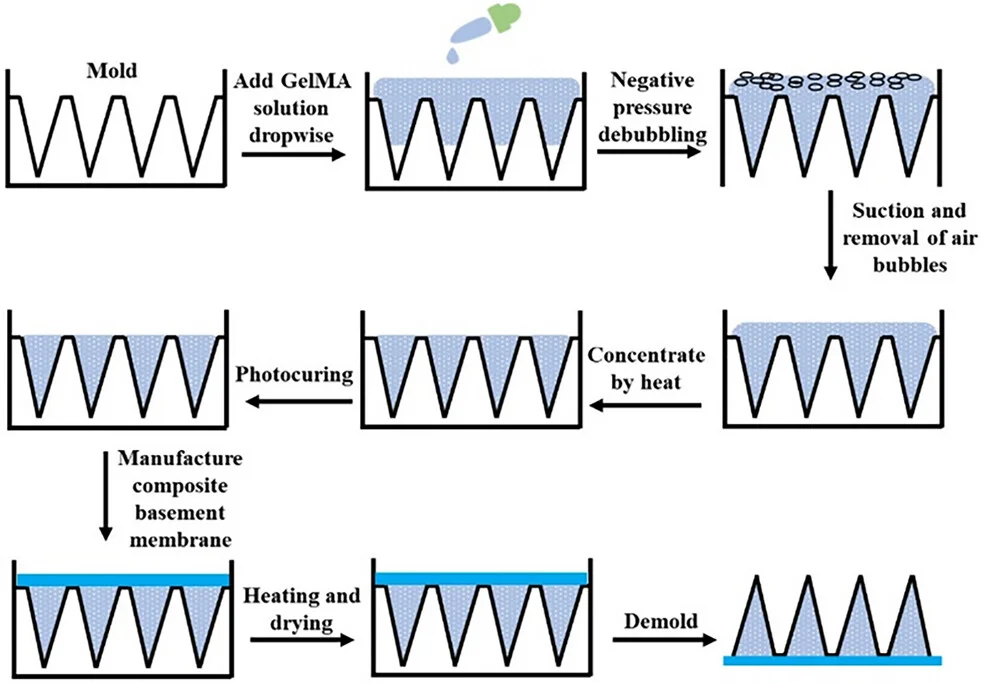 Mold
Add GelMA
solution
dropwise
Negative
pressure
debubbling
Suction and
removal of air
bubbles
Concentrate
by heat
Photocuring
Manufacture
composite
basement
membrane
Heating and
drying
Demold